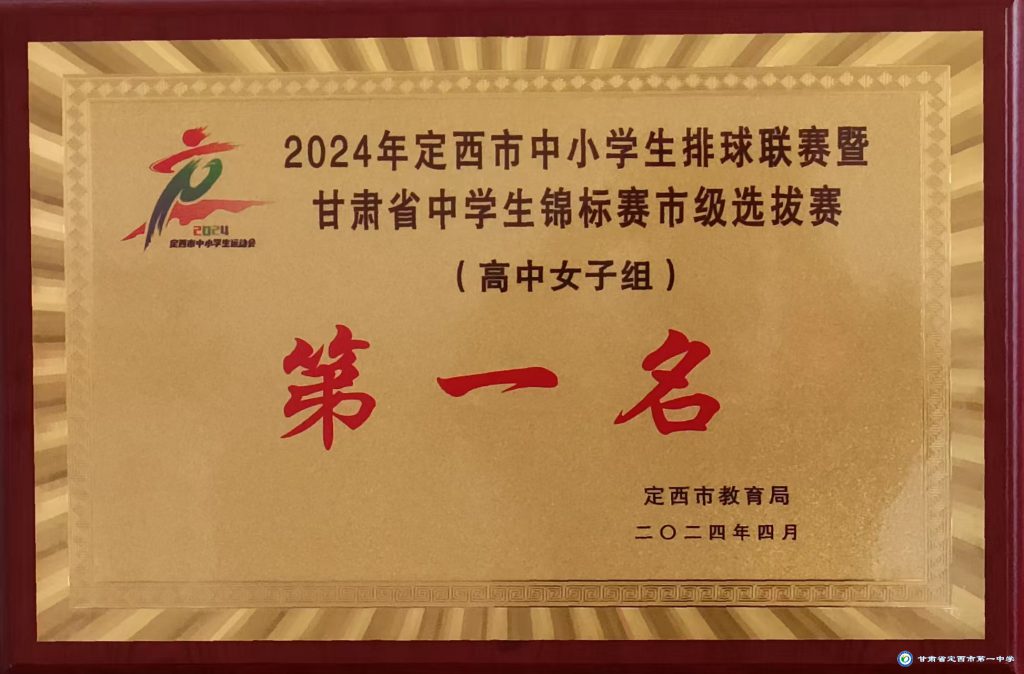 2024年定西市中小学生排球联赛暨
甘肃省中学生锦标赛市级选拔赛
（高中女子组）
2024
定西市中小学生运动会
第一名
定西市教育局
二〇二四年四月
甘肃省定西市第一中学